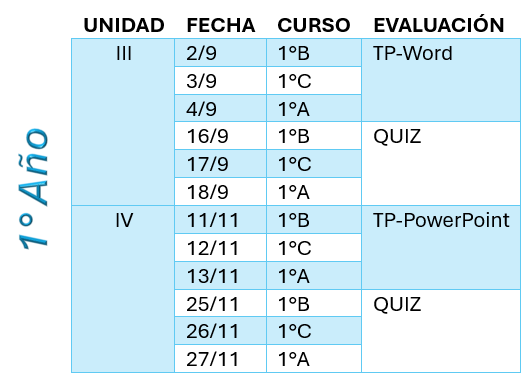 1° Año
UNIDAD FECHA CURSO EVALUACIÓN
III 2/9 1°B TP-Word
3/9 1°C
4/9 1°A
16/9 1°B QUIZ
17/9 1°C
18/9 1°A
IV 11/11 1°B TP-PowerPoint
12/11 1°C
13/11 1°A
25/11 1°B QUIZ
26/11 1°C
27/11 1°A